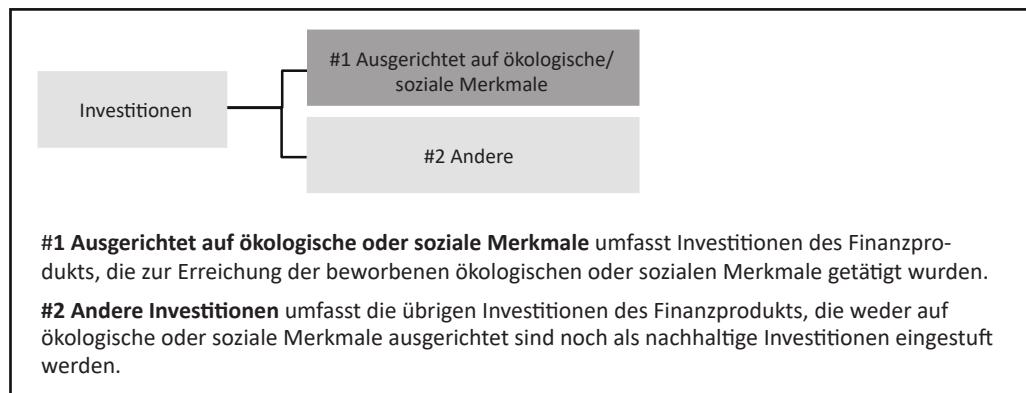 #1 Ausgerichtet auf ökologische/
soziale Merkmale
Investitionen
#2 Andere
#1 Ausgerichtet auf ökologische oder soziale Merkmale umfasst Investitionen des Finanzpro-
dukts, die zur Erreichung der beworbenen ökologischen oder sozialen Merkmale getätigt wurden.
#2 Andere Investitionen umfasst die übrigen Investitionen des Finanzprodukts, die weder auf
ökologische oder soziale Merkmale ausgerichtet sind noch als nachhaltige Investitionen eingestuft
werden.